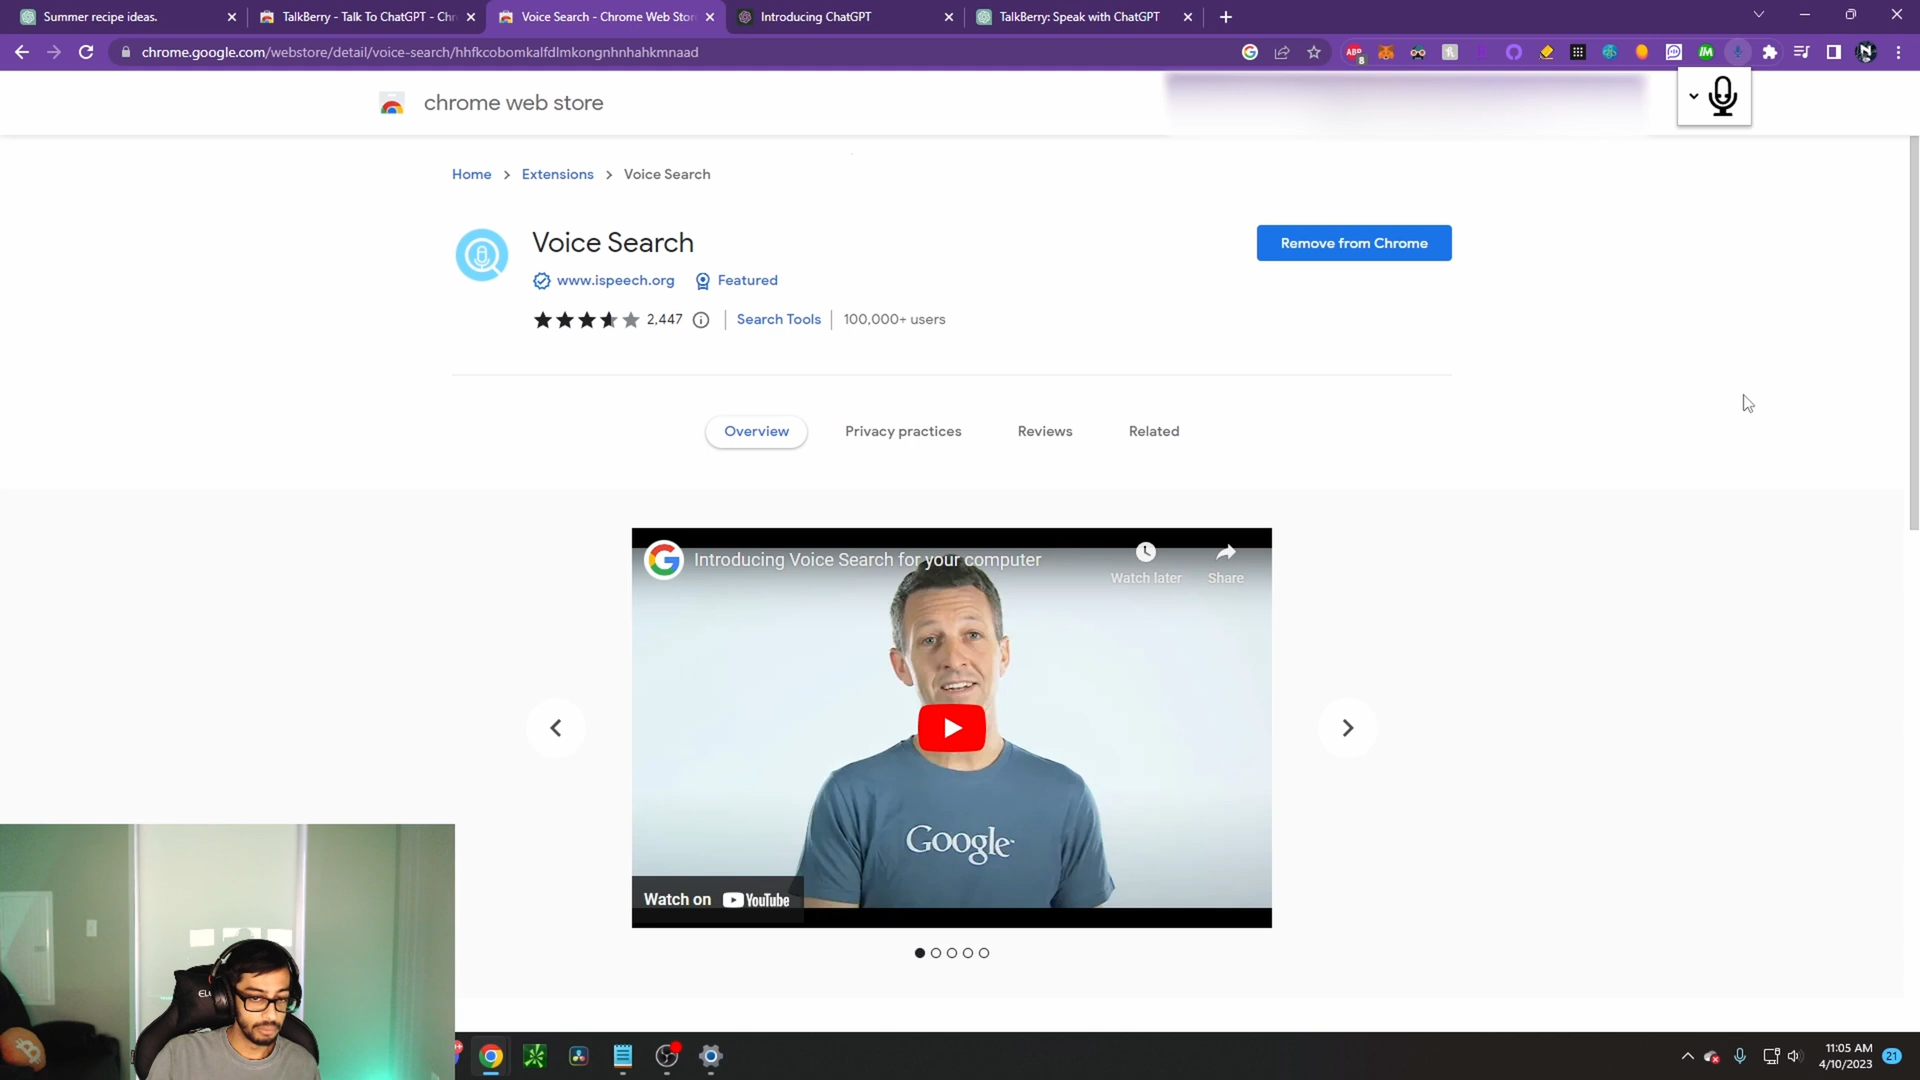 Summer recipe ideas.
TalkBerry - Talk To ChatGPT - Chr
Voice Search - Chrome Web Stor
Introducing ChatGPT
TalkBerry: Speak with ChatGPT
chrome.google.com/webstore/detail/voice-search/hhfkcobomkalfdlmkongnhnhahkmnaad
ABP
8
chrome web store
Home > Extensions > Voice Search
Voice Search
Remove from Chrome
www.ispeech.org
Featured
2,447
Search Tools
100,000+ users
Overview
Privacy practices
Reviews
Related
Introducing Voice Search for your computer
Watch later
Share
Google
Watch on YouTube
11:05 AM
4/10/2023
21